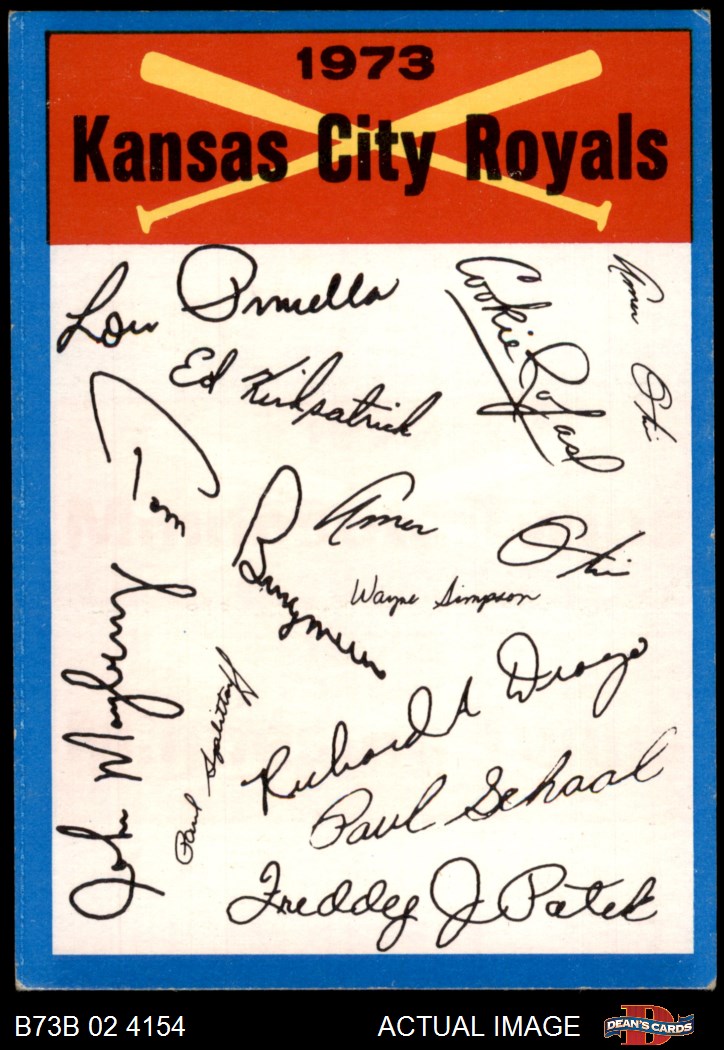 1973
Kansas City Royals
Lou Piniella
Cookie Rojas
Amos Otis
Ed Kirkpatrick
Tom Burgmeier
Amos Otis
Wayne Simpson
John Mayberry
Paul Splittorff
Richard A Drago
Paul Schaal
Freddy J Patek
B73B 02 4154
ACTUAL IMAGE
D
DEAN'S CARDS